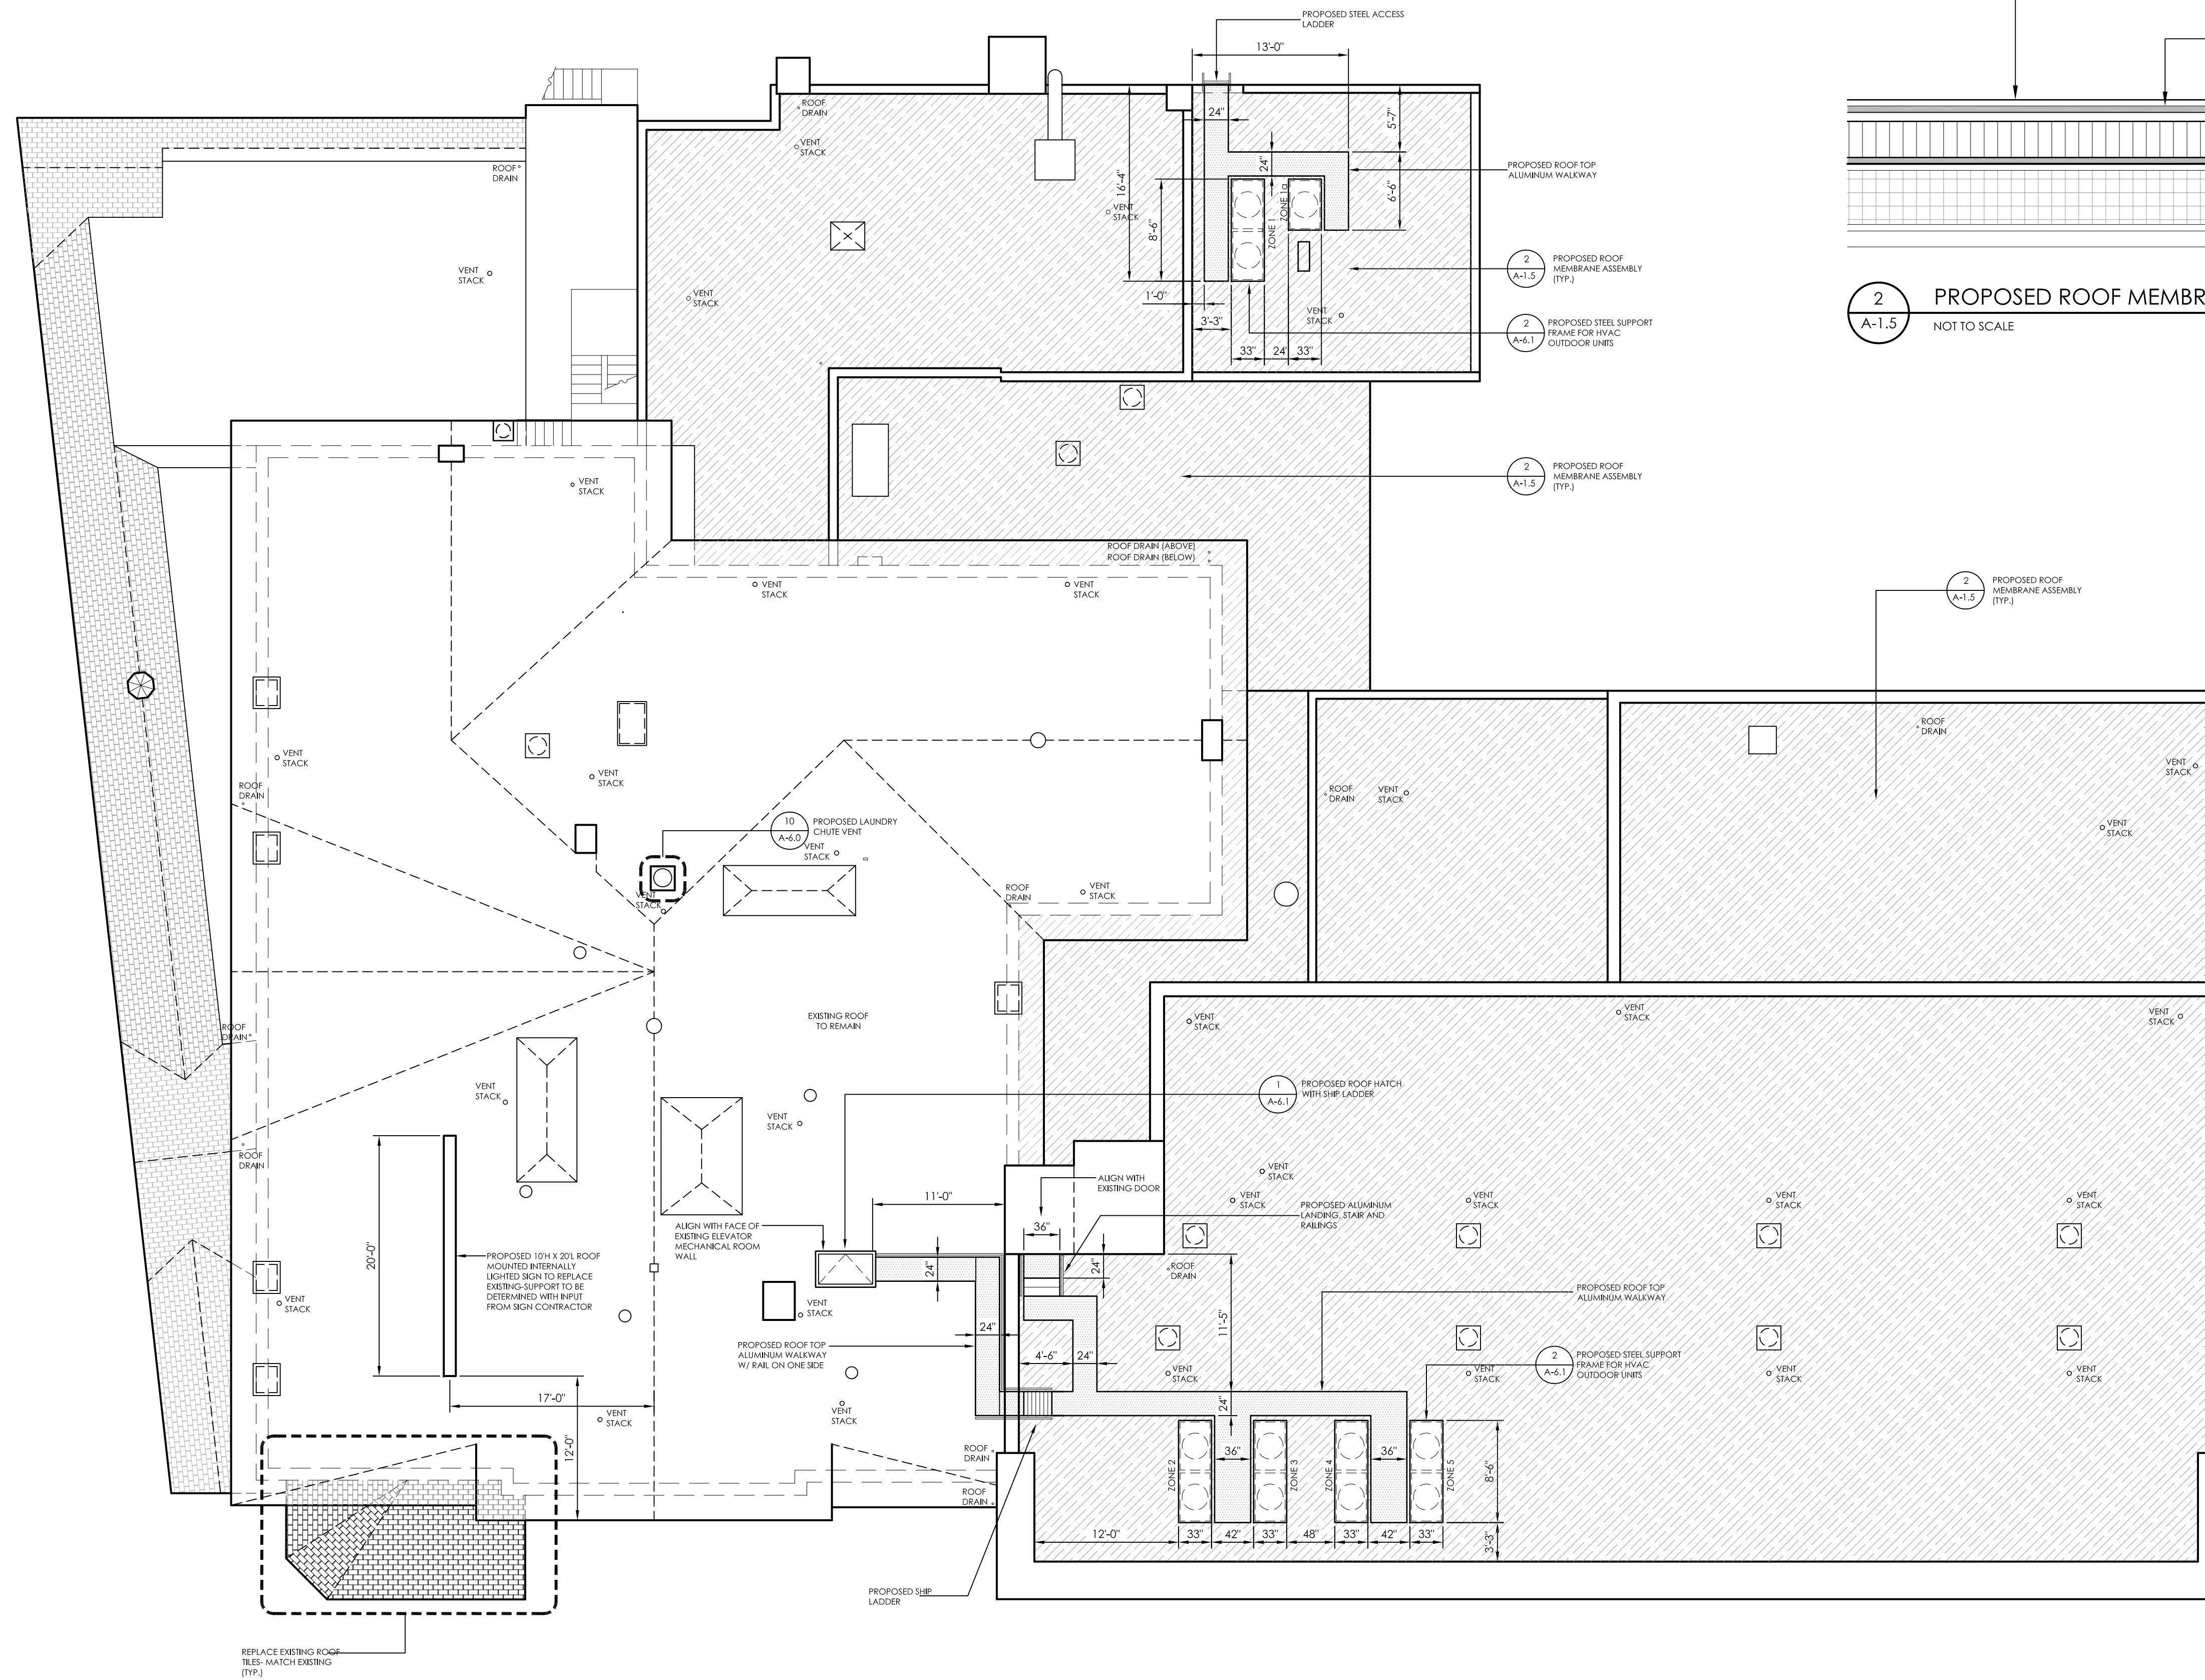 PROPOSED STEEL ACCESS
LADDER
13'-0"
ROOF
DRAIN
24"
5'-7"
VENT
STACK
ROOF
DRAIN
24"
PROPOSED ROOF TOP
ALUMINUM WALKWAY
16'-4"
6'-6"
ZONE 1a
VENT
STACK
8'-6"
ZONE 1
VENT
STACK
2
A-1.5
PROPOSED ROOF
MEMBRANE ASSEMBLY
(TYP.)
VENT
STACK
1'-0"
2
A-1.5
PROPOSED ROOF MEMBR
NOT TO SCALE
3'-3"
VENT
STACK
2
A-6.1
PROPOSED STEEL SUPPORT
FRAME FOR HVAC
OUTDOOR UNITS
33"
24"
33"
2
A-1.5
PROPOSED ROOF
MEMBRANE ASSEMBLY
(TYP.)
VENT
STACK
ROOF DRAIN (ABOVE)
ROOF DRAIN (BELOW)
VENT
STACK
VENT
STACK
2
A-1.5
PROPOSED ROOF
MEMBRANE ASSEMBLY
(TYP.)
ROOF
DRAIN
VENT
STACK
VENT
STACK
VENT
STACK
ROOF
DRAIN
ROOF
DRAIN
VENT
STACK
10
A-6.0
PROPOSED LAUNDRY
CHUTE VENT
VENT
STACK
VENT
STACK
VENT
STACK
ROOF
DRAIN
VENT
STACK
EXISTING ROOF
TO REMAIN
VENT
STACK
VENT
STACK
VENT
STACK
ROOF
DRAIN
VENT
STACK
1
A-6.1
PROPOSED ROOF HATCH
WITH SHIP LADDER
VENT
STACK
ROOF
DRAIN
VENT
STACK
ALIGN WITH
EXISTING DOOR
11'-0"
VENT
STACK
VENT
STACK
VENT
STACK
VENT
STACK
PROPOSED ALUMINUM
LANDING, STAIR AND
RAILINGS
36"
ALIGN WITH FACE OF
EXISTING ELEVATOR
MECHANICAL ROOM
WALL
20'-0"
PROPOSED 10'H X 20'L ROOF
MOUNTED INTERNALLY
LIGHTED SIGN TO REPLACE
EXISTING-SUPPORT TO BE
DETERMINED WITH INPUT
FROM SIGN CONTRACTOR
24"
24"
ROOF
DRAIN
PROPOSED ROOF TOP
ALUMINUM WALKWAY
VENT
STACK
VENT
STACK
11'-5"
24"
PROPOSED ROOF TOP
ALUMINUM WALKWAY
W/ RAIL ON ONE SIDE
4'-6"
24"
2
A-6.1
PROPOSED STEEL SUPPORT
FRAME FOR HVAC
OUTDOOR UNITS
VENT
STACK
VENT
STACK
VENT
STACK
VENT
STACK
17'-0"
24"
VENT
STACK
VENT
STACK
12'-0"
ROOF
DRAIN
36"
36"
ZONE 2
ZONE 3
ZONE 4
ZONE 5
8'-6"
ROOF
DRAIN
12'-0"
33"
42"
33"
48"
33"
42"
33"
3'-3"
PROPOSED SHIP
LADDER
REPLACE EXISTING ROOF
TILES- MATCH EXISTING
(TYP.)